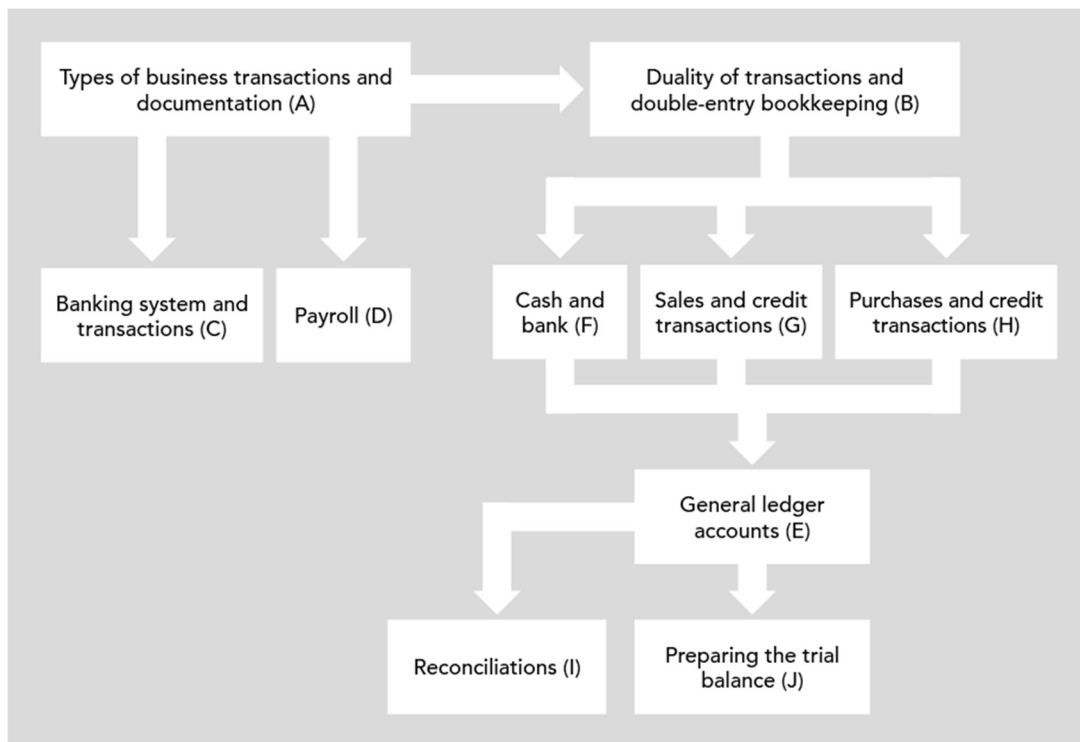 Types of business transactions and
documentation (A)
Duality of transactions and
double-entry bookkeeping (B)
Banking system and
transactions (C)
Payroll (D)
Cash and
bank (F)
Sales and credit
transactions (G)
Purchases and credit
transactions (H)
General ledger
accounts (E)
Reconciliations (I)
Preparing the trial
balance (J)